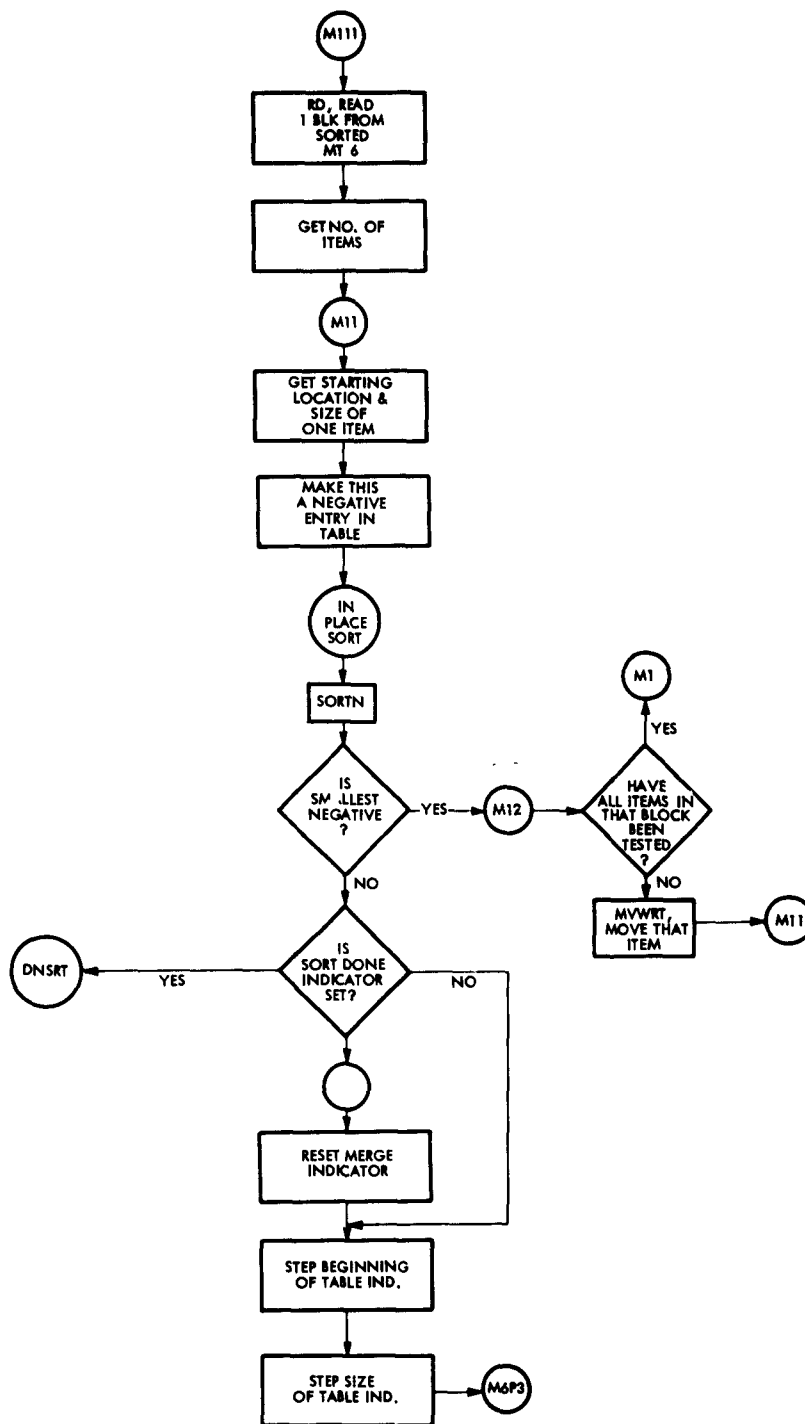 M111
RD, READ
1 BLK FROM
SORTED
MT 6
GET NO. OF
ITEMS
M11
GET STARTING
LOCATION &
SIZE OF
ONE ITEM
MAKE THIS
A NEGATIVE
ENTRY IN
TABLE
IN
PLACE
SORT
SORTN
IS
NEGATIVE
?
YES
M12
HAVE
ALL ITEMS IN
THAT BLOCK
BEEN
TESTED
?
YES
M1
NO
MVWRT,
MOVE THAT
ITEM
M11
NO
IS
SORT DONE
INDICATOR
SET?
YES
DNSRT
NO
RESET MERGE
INDICATOR
STEP BEGINNING
OF TABLE IND.
STEP SIZE
OF TABLE IND.
M6P3